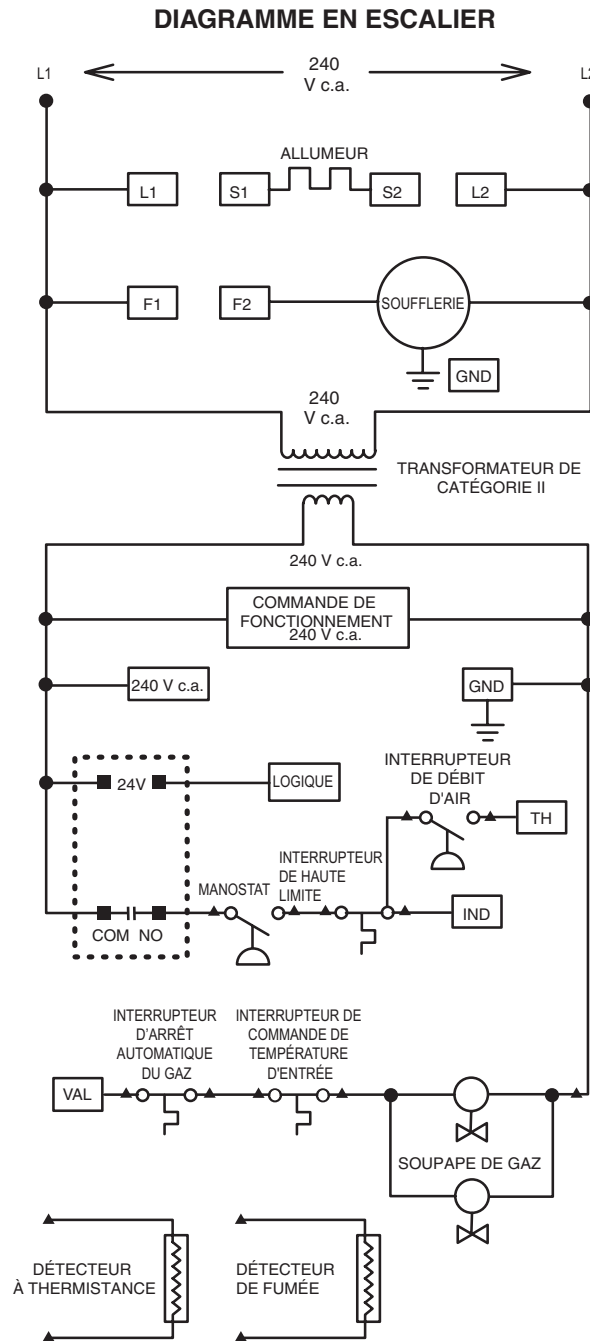 DIAGRAMME EN ESCALIER
L1
240
V c.a.
L2
ALLUMEUR
L1
S1
S2
L2
F1
F2
SOUFFLERIE
GND
240
V c.a.
TRANSFORMATEUR DE
CATÉGORIE II
240 V c.a.
COMMANDE DE
FONCTIONNEMENT
240 V c.a.
240 V c.a.
GND
24V
LOGIQUE
INTERRUPTEUR
DE DÉBIT
D'AIR
TH
INTERRUPTEUR
DE HAUTE
LIMITE
MANOSTAT
IND
COM NO
INTERRUPTEUR
D'ARRÊT
AUTOMATIQUE
DU GAZ
INTERRUPTEUR DE
COMMANDE DE
TEMPÉRATURE
D'ENTRÉE
VAL
SOUPAPE DE GAZ
DÉTECTEUR
À THERMISTANCE
DÉTECTEUR
DE FUMÉE